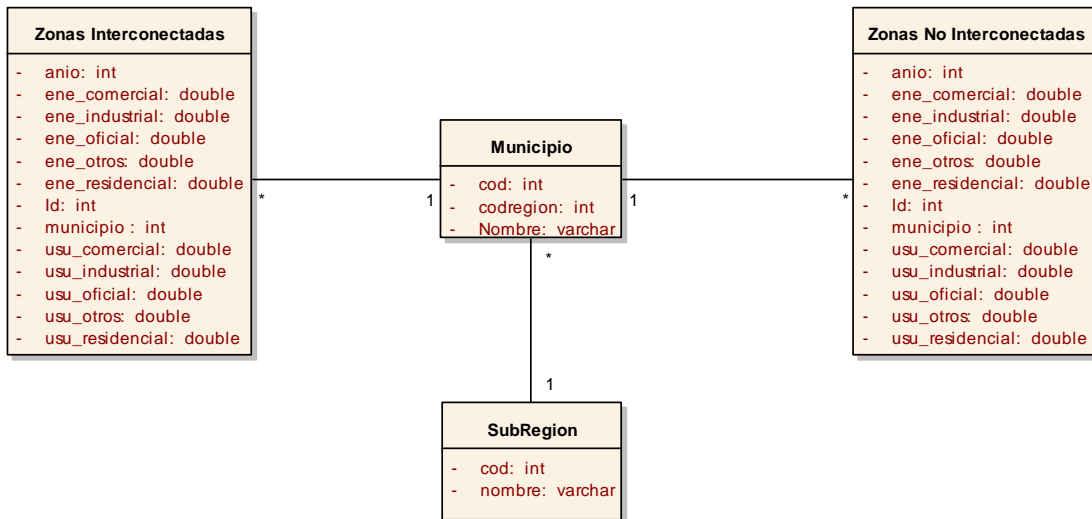 Zonas Interconectadas
- anio: int
- ene_comercial: double
- ene_industrial: double
- ene_oficial: double
- ene_otros: double
- ene_residencial: double
- Id: int
- municipio : int
- usu_comercial: double
- usu_industrial: double
- usu_oficial: double
- usu_otros: double
- usu_residencial: double
*
1
Municipio
- cod: int
- codregion: int
- Nombre: varchar
1
*
Zonas No Interconectadas
- anio: int
- ene_comercial: double
- ene_industrial: double
- ene_oficial: double
- ene_otros: double
- ene_residencial: double
- Id: int
- municipio : int
- usu_comercial: double
- usu_industrial: double
- usu_oficial: double
- usu_otros: double
- usu_residencial: double
*
1
SubRegion
- cod: int
- nombre: varchar